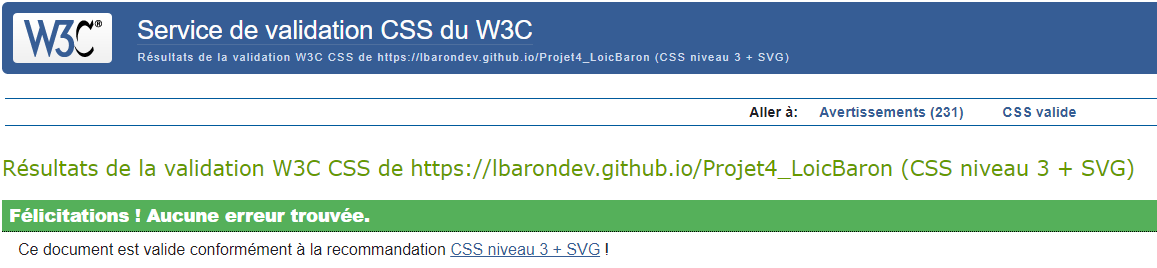 W3C® Service de validation CSS du W3C
Résultats de la validation W3C CSS de https://lbarondev.github.io/Projet4_LoicBaron (CSS niveau 3 + SVG)
Aller à: Avertissements (231) CSS valide
Résultats de la validation W3C CSS de https://lbarondev.github.io/Projet4_LoicBaron (CSS niveau 3 + SVG)
Félicitations ! Aucune erreur trouvée.
Ce document est valide conformément à la recommandation CSS niveau 3 + SVG !